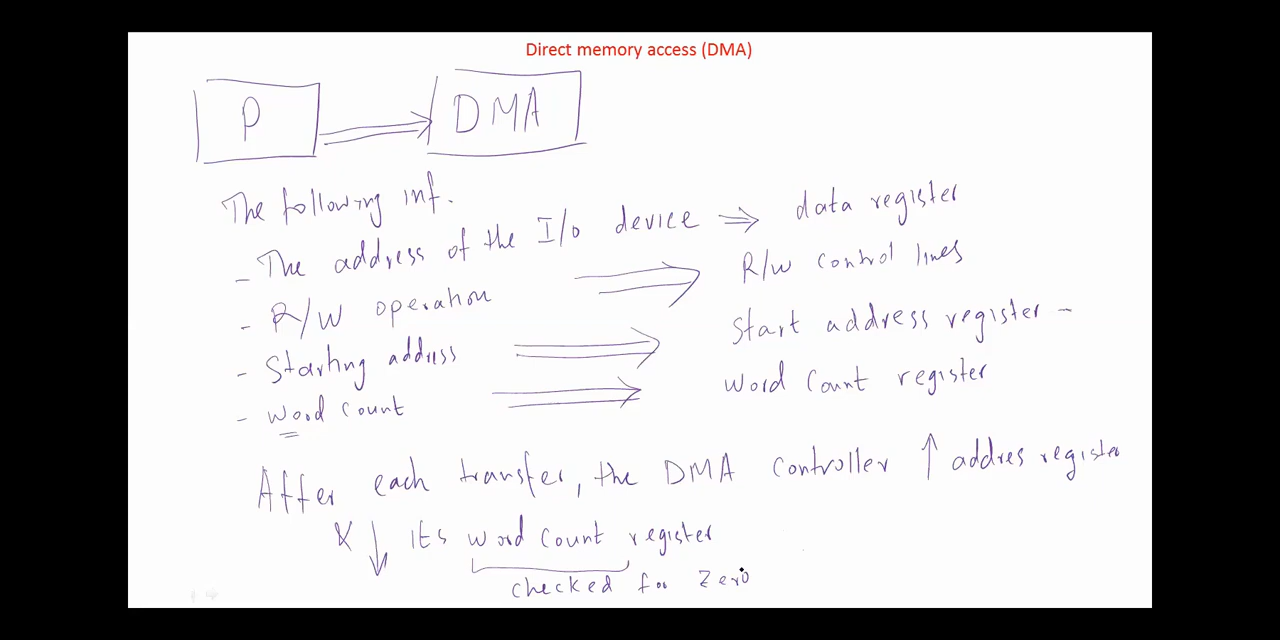 Direct memory access (DMA)
P
DMA
The following inf.
- The address of the I/o device ⇒ data register
- R/W operation ⇒ R/W control lines
- Starting address ⇒ Start address register -
- Word Count ⇒ Word Count register
After each transfer, the DMA Controller ↑ addres register
& ↓ its word count register
checked for Zero